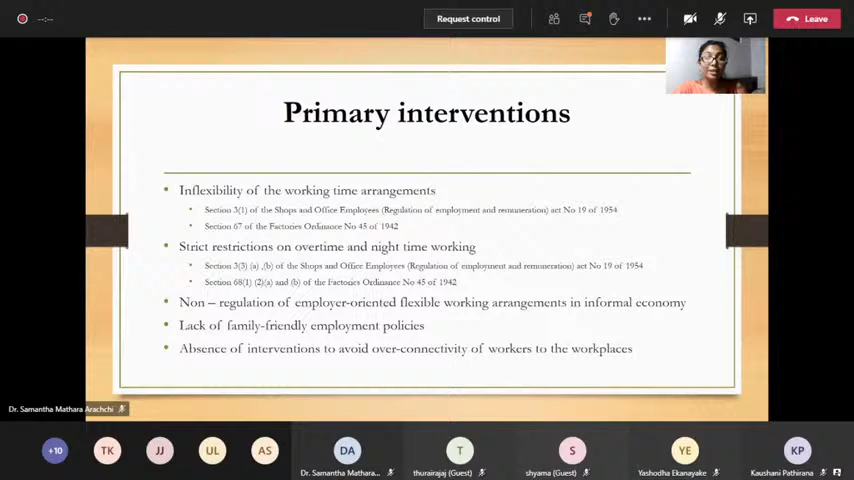 --:--
Request control
Leave
Primary interventions
Inflexibility of the working time arrangements
Section 3(1) of the Shops and Office Employees (Regulation of employment and remuneration) act No 19 of 1954
Section 67 of the Factories Ordinance No 45 of 1942
Strict restrictions on overtime and night time working
Section 3(3) (a) ,(b) of the Shops and Office Employees (Regulation of employment and remuneration) act No 19 of 1954
Section 68(1) (2)(a) and (b) of the Factories Ordinance No 45 of 1942
Non – regulation of employer-oriented flexible working arrangements in informal economy
Lack of family-friendly employment policies
Absence of interventions to avoid over-connectivity of workers to the workplaces
Dr. Samantha Mathara Arachchi
+10
TK
JJ
UL
AS
DA
T
S
YE
KP
Dr. Samantha Mathara...
thurairajaj (Guest)
shyama (Guest)
Yashodha Ekanayake
Kaushani Pathirana